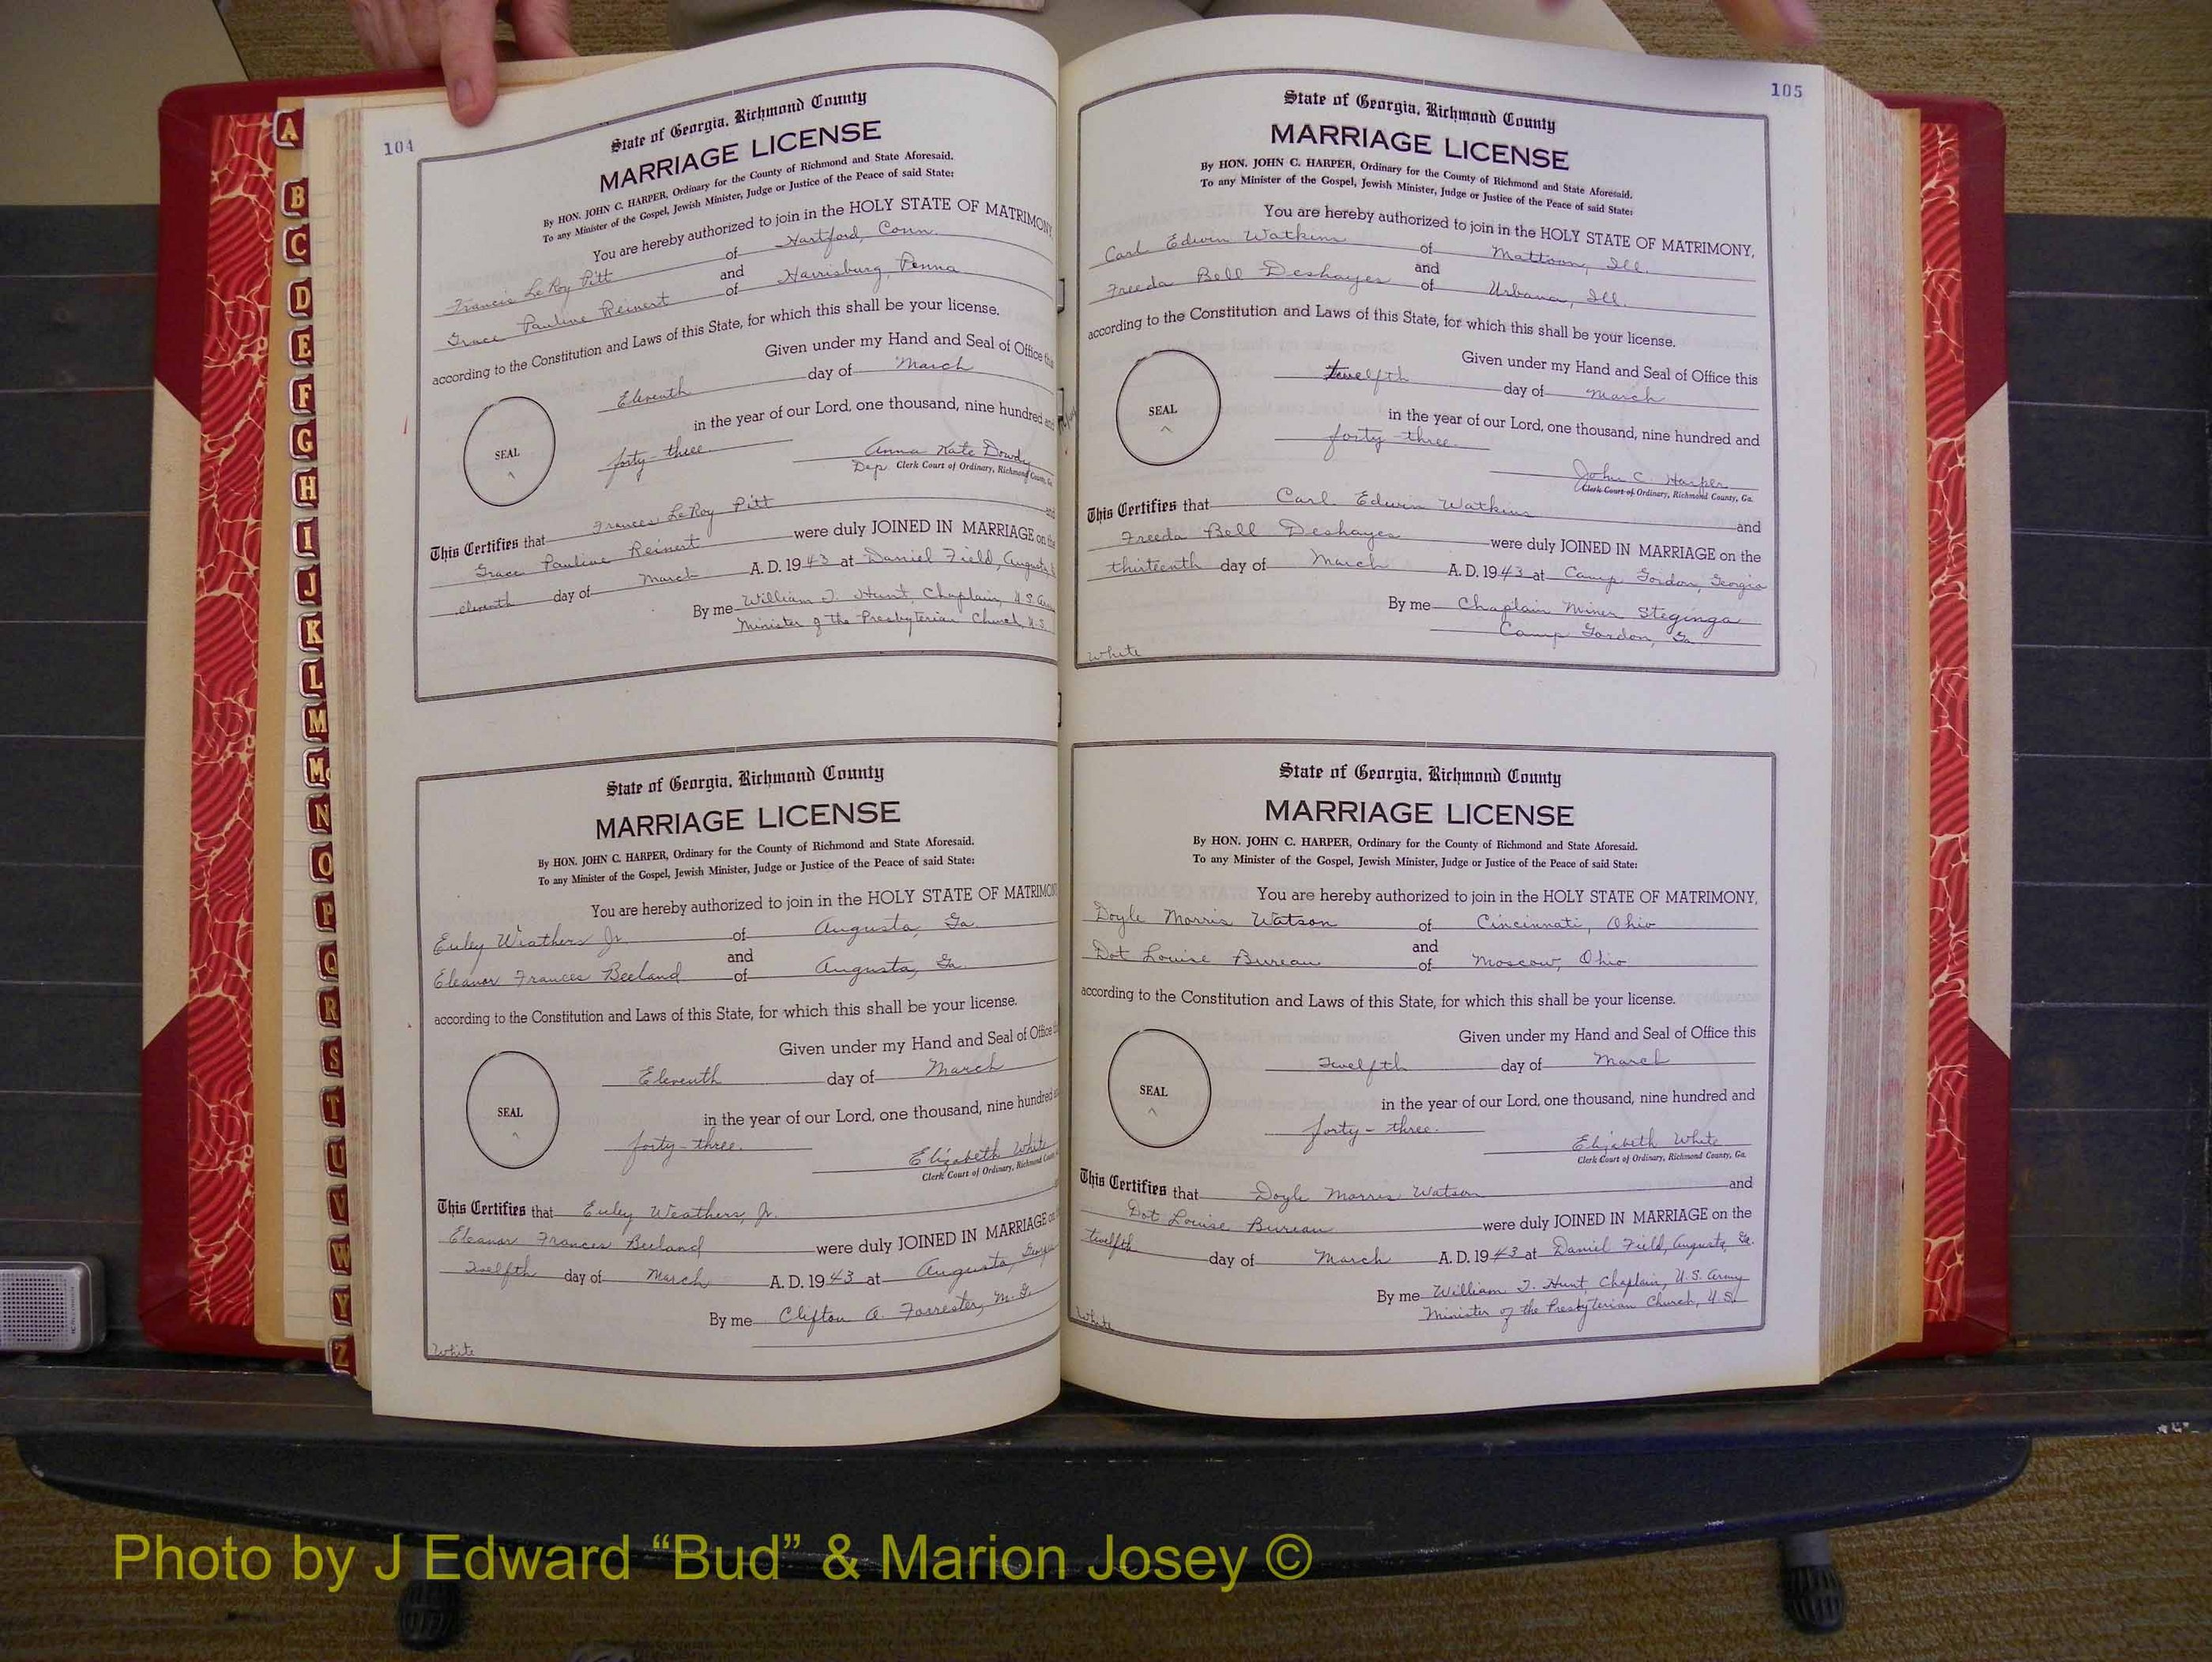 104
State of Georgia, Richmond County
MARRIAGE LICENSE
By HON. JOHN C. HARPER, Ordinary for the County of Richmond and State Aforesaid.
To any Minister of the Gospel, Jewish Minister, Judge or Justice of the Peace of said State:
You are hereby authorized to join in the HOLY STATE OF MATRIMONY,
Francis LeRoy Pitt of Hartford, Conn.
and
Grace Pauline Reinert of Harrisburg, Penna
according to the Constitution and Laws of this State, for which this shall be your license.
Given under my Hand and Seal of Office this
Eleventh day of March
in the year of our Lord, one thousand, nine hundred and
SEAL
forty-three
Anna Kate Dowdy
Dep Clerk Court of Ordinary, Richmond County, Ga.
This Certifies that Frances LeRoy Pitt and
Grace Pauline Reinert were duly JOINED IN MARRIAGE on the
eleventh day of March A. D. 1943 at Daniel Field, Augusta
By me William T. Hunt, Chaplain, U.S. Army
Minister of the Presbyterian Church, U.S.
State of Georgia, Richmond County
MARRIAGE LICENSE
By HON. JOHN C. HARPER, Ordinary for the County of Richmond and State Aforesaid.
To any Minister of the Gospel, Jewish Minister, Judge or Justice of the Peace of said State:
You are hereby authorized to join in the HOLY STATE OF MATRIMON
Euley Weathers Jr. of Augusta, Ga.
and
Eleanor Frances Beeland of Augusta, Ga.
according to the Constitution and Laws of this State, for which this shall be your license.
Given under my Hand and Seal of Office
Eleventh day of March
in the year of our Lord, one thousand, nine hundred
SEAL
forty-three.
Elizabeth White
Clerk Court of Ordinary, Richmond County
This Certifies that Euley Weathers, Jr.
Eleanor Frances Beeland were duly JOINED IN MARRIAGE on
Twelfth day of March A. D. 1943 at Augusta, Georgia
By me Clifton A. Forrester, M. G.
White
105
State of Georgia, Richmond County
MARRIAGE LICENSE
By HON. JOHN C. HARPER, Ordinary for the County of Richmond and State Aforesaid.
To any Minister of the Gospel, Jewish Minister, Judge or Justice of the Peace of said State:
You are hereby authorized to join in the HOLY STATE OF MATRIMONY,
Carl Edwin Watkins of Mattoon, Ill.
and
Freeda Bell Deshayes of Urbana, Ill.
according to the Constitution and Laws of this State, for which this shall be your license.
Given under my Hand and Seal of Office this
twelfth day of March
in the year of our Lord, one thousand, nine hundred and
SEAL
forty-three.
John C. Harper
Clerk Court of Ordinary, Richmond County, Ga.
This Certifies that Carl Edwin Watkins and
Freeda Bell Deshayes were duly JOINED IN MARRIAGE on the
thirteenth day of March A. D. 1943 at Camp Gordon, Georgia
By me Chaplain Miner Steginga
Camp Gordon, Ga.
White
State of Georgia, Richmond County
MARRIAGE LICENSE
By HON. JOHN C. HARPER, Ordinary for the County of Richmond and State Aforesaid.
To any Minister of the Gospel, Jewish Minister, Judge or Justice of the Peace of said State:
You are hereby authorized to join in the HOLY STATE OF MATRIMONY,
Doyle Morris Watson of Cincinnati, Ohio
and
Dot Louise Bureau of Moscow, Ohio
according to the Constitution and Laws of this State, for which this shall be your license.
Given under my Hand and Seal of Office this
Twelfth day of March
in the year of our Lord, one thousand, nine hundred and
SEAL
forty-three.
Elizabeth White
Clerk Court of Ordinary, Richmond County, Ga.
This Certifies that Doyle Morris Watson and
Dot Louise Bureau were duly JOINED IN MARRIAGE on the
twelfth day of March A. D. 1943 at Daniel Field, Augusta, Ga.
By me William T. Hunt, Chaplain, U.S. Army
Minister of the Presbyterian Church, U.S.
White
A
B
C
D
E
F
G
H
I
J
K
L
M
Mc
N
O
P
Q
R
S
T
U
V
W
Y
Z
Photo by J Edward “Bud” & Marion Josey ©